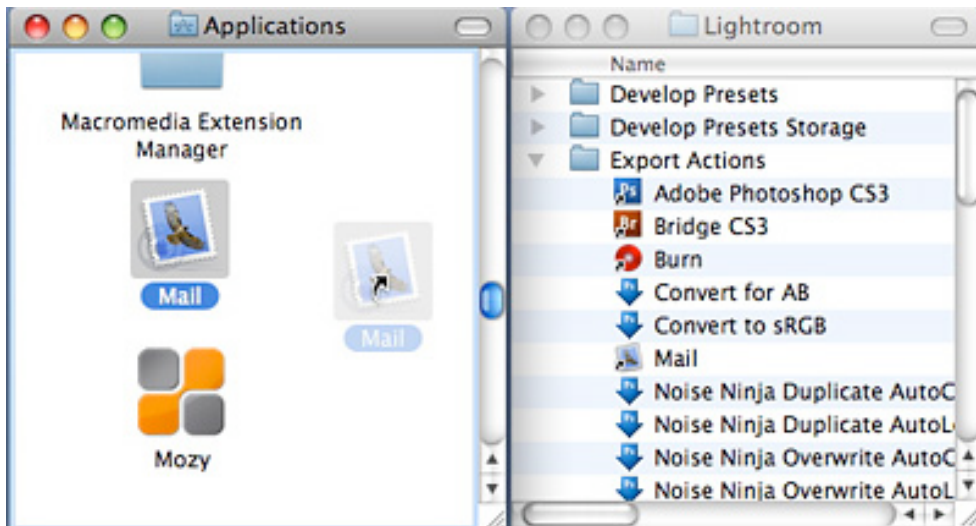 Applications
Macromedia Extension
Manager
Mail
Mail
Mozy
Lightroom
Name
Develop Presets
Develop Presets Storage
Export Actions
Ps Adobe Photoshop CS3
Br Bridge CS3
Burn
Convert for AB
Convert to sRGB
Mail
Noise Ninja Duplicate AutoC
Noise Ninja Duplicate AutoL
Noise Ninja Overwrite AutoC
Noise Ninja Overwrite AutoL